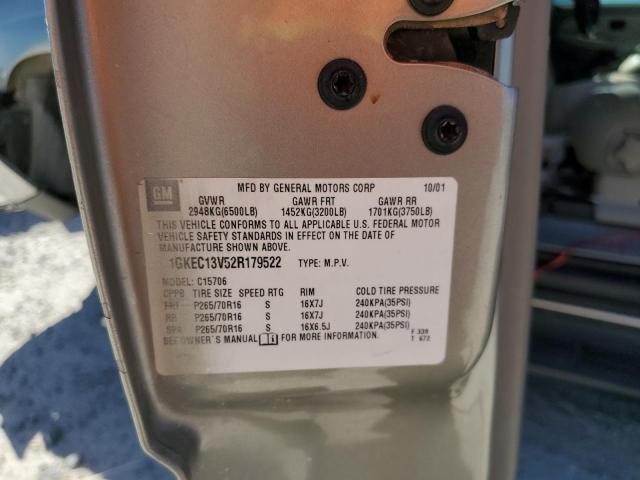 GM
MFD BY GENERAL MOTORS CORP 10/01
GVWR GAWR FRT GAWR RR
2948KG(6500LB) 1452KG(3200LB) 1701KG(3750LB)
THIS VEHICLE CONFORMS TO ALL APPLICABLE U.S. FEDERAL MOTOR
VEHICLE SAFETY STANDARDS IN EFFECT ON THE DATE OF
MANUFACTURE SHOWN ABOVE.
1GKEC13V52R179522 TYPE: M.P.V.
MODEL: C15706
TIRE SIZE SPEED RTG RIM COLD TIRE PRESSURE
FRT P265/70R16 S 16X7J 240KPA(35PSI)
RR P265/70R16 S 16X7J 240KPA(35PSI)
SPA P265/70R16 S 16X6.5J 240KPA(35PSI)
SEE OWNER'S MANUAL FOR MORE INFORMATION.
F 339
T 672